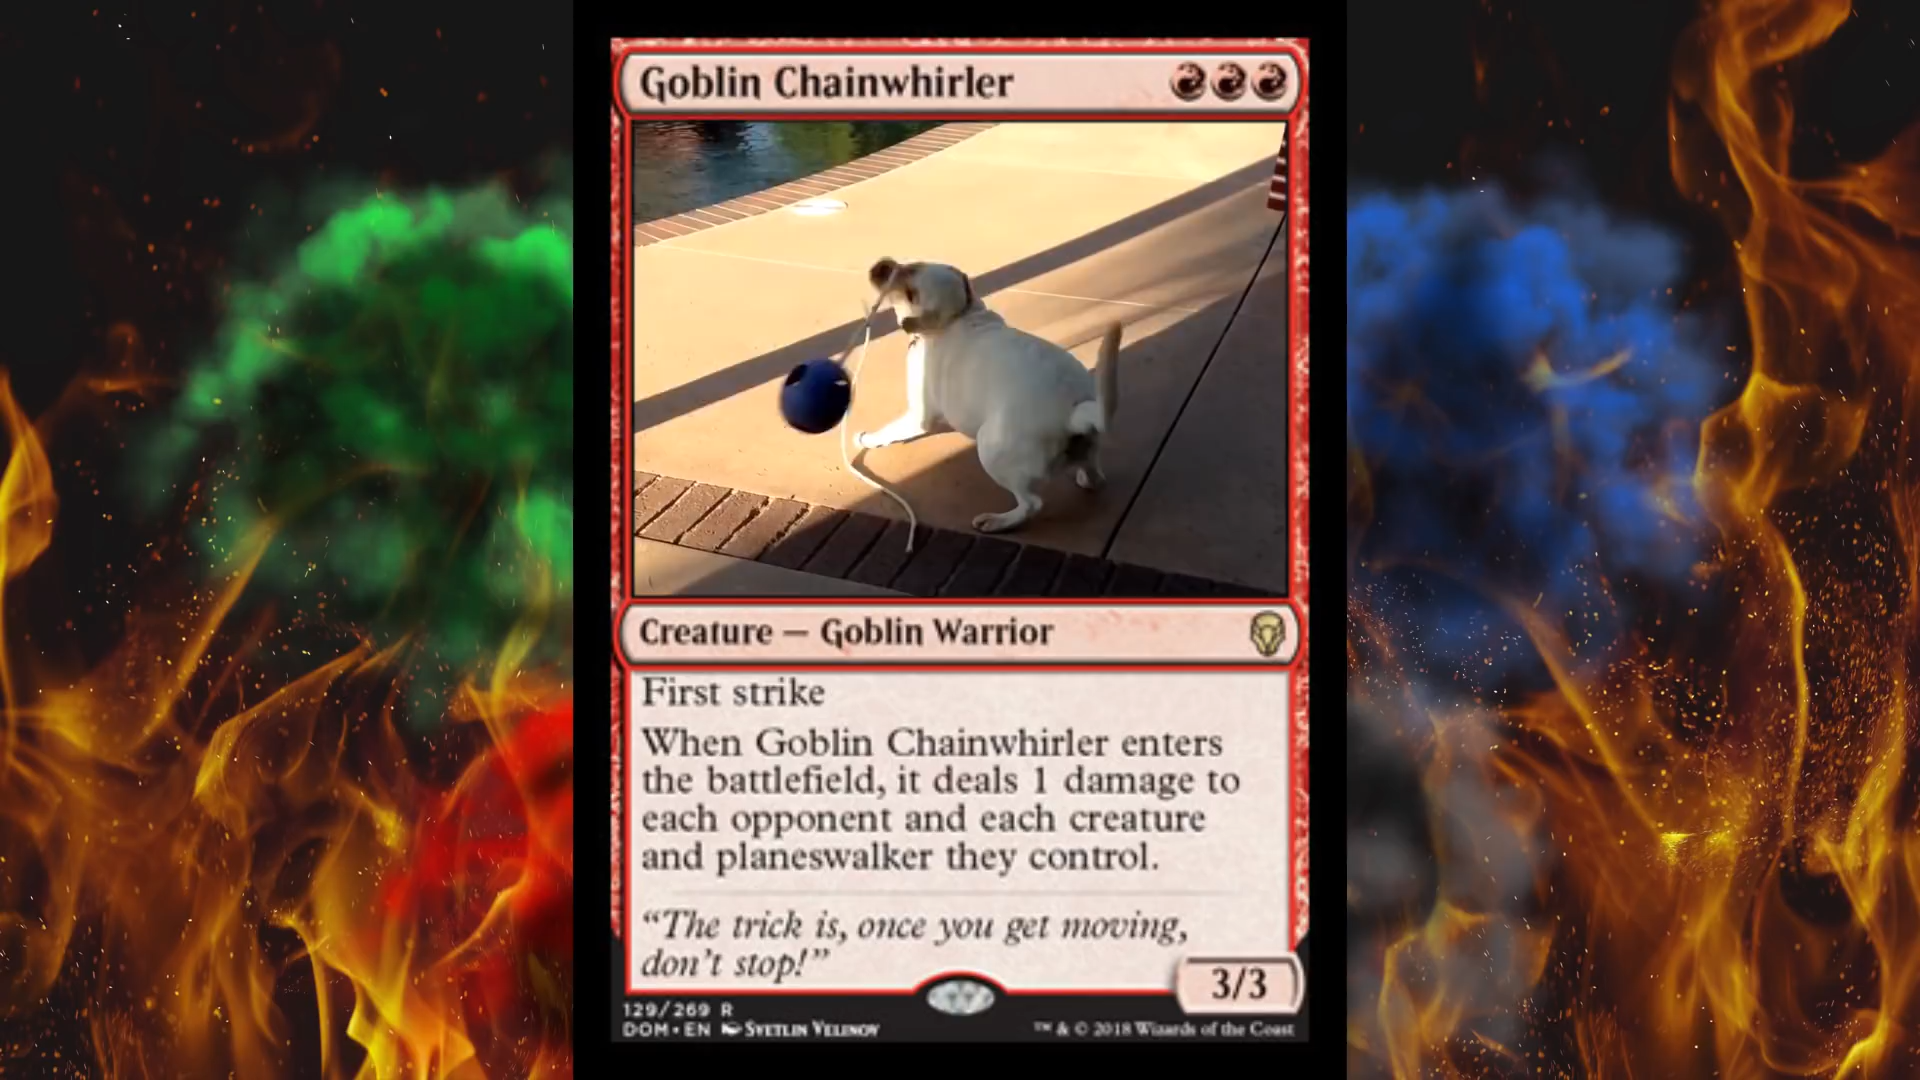 Goblin Chainwhirler
Creature — Goblin Warrior
First strike
When Goblin Chainwhirler enters
the battlefield, it deals 1 damage to
each opponent and each creature
and planeswalker they control.
“The trick is, once you get moving,
don’t stop!”
3/3
129/269 R
DOM • EN Svetlin Velinov
™ & © 2018 Wizards of the Coast